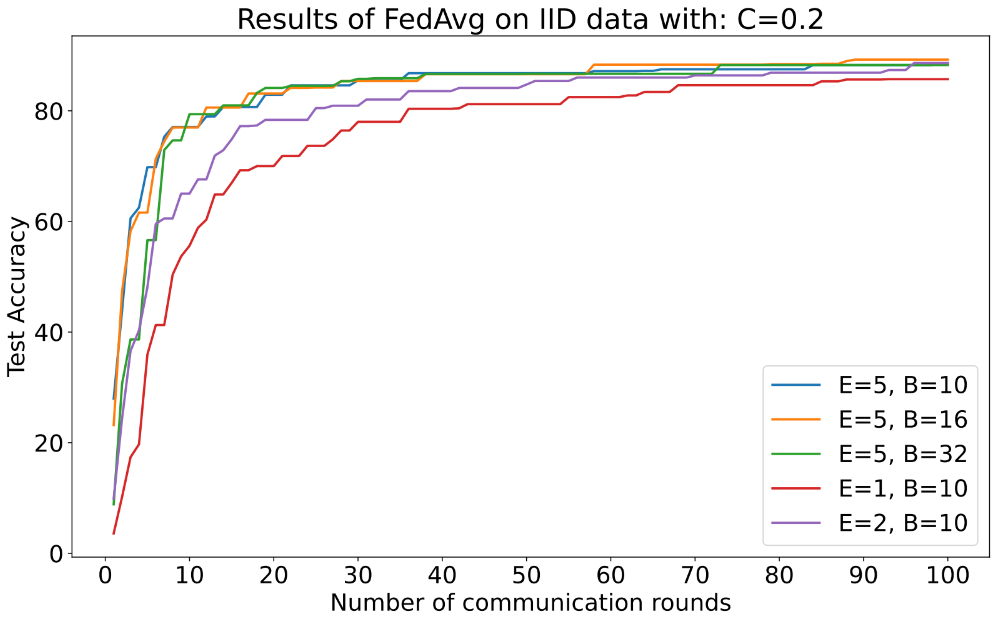 Results of FedAvg on IID data with: C=0.2
Test Accuracy
80
60
40
20
0
0 10 20 30 40 50 60 70 80 90 100
Number of communication rounds
E=5, B=10
E=5, B=16
E=5, B=32
E=1, B=10
E=2, B=10